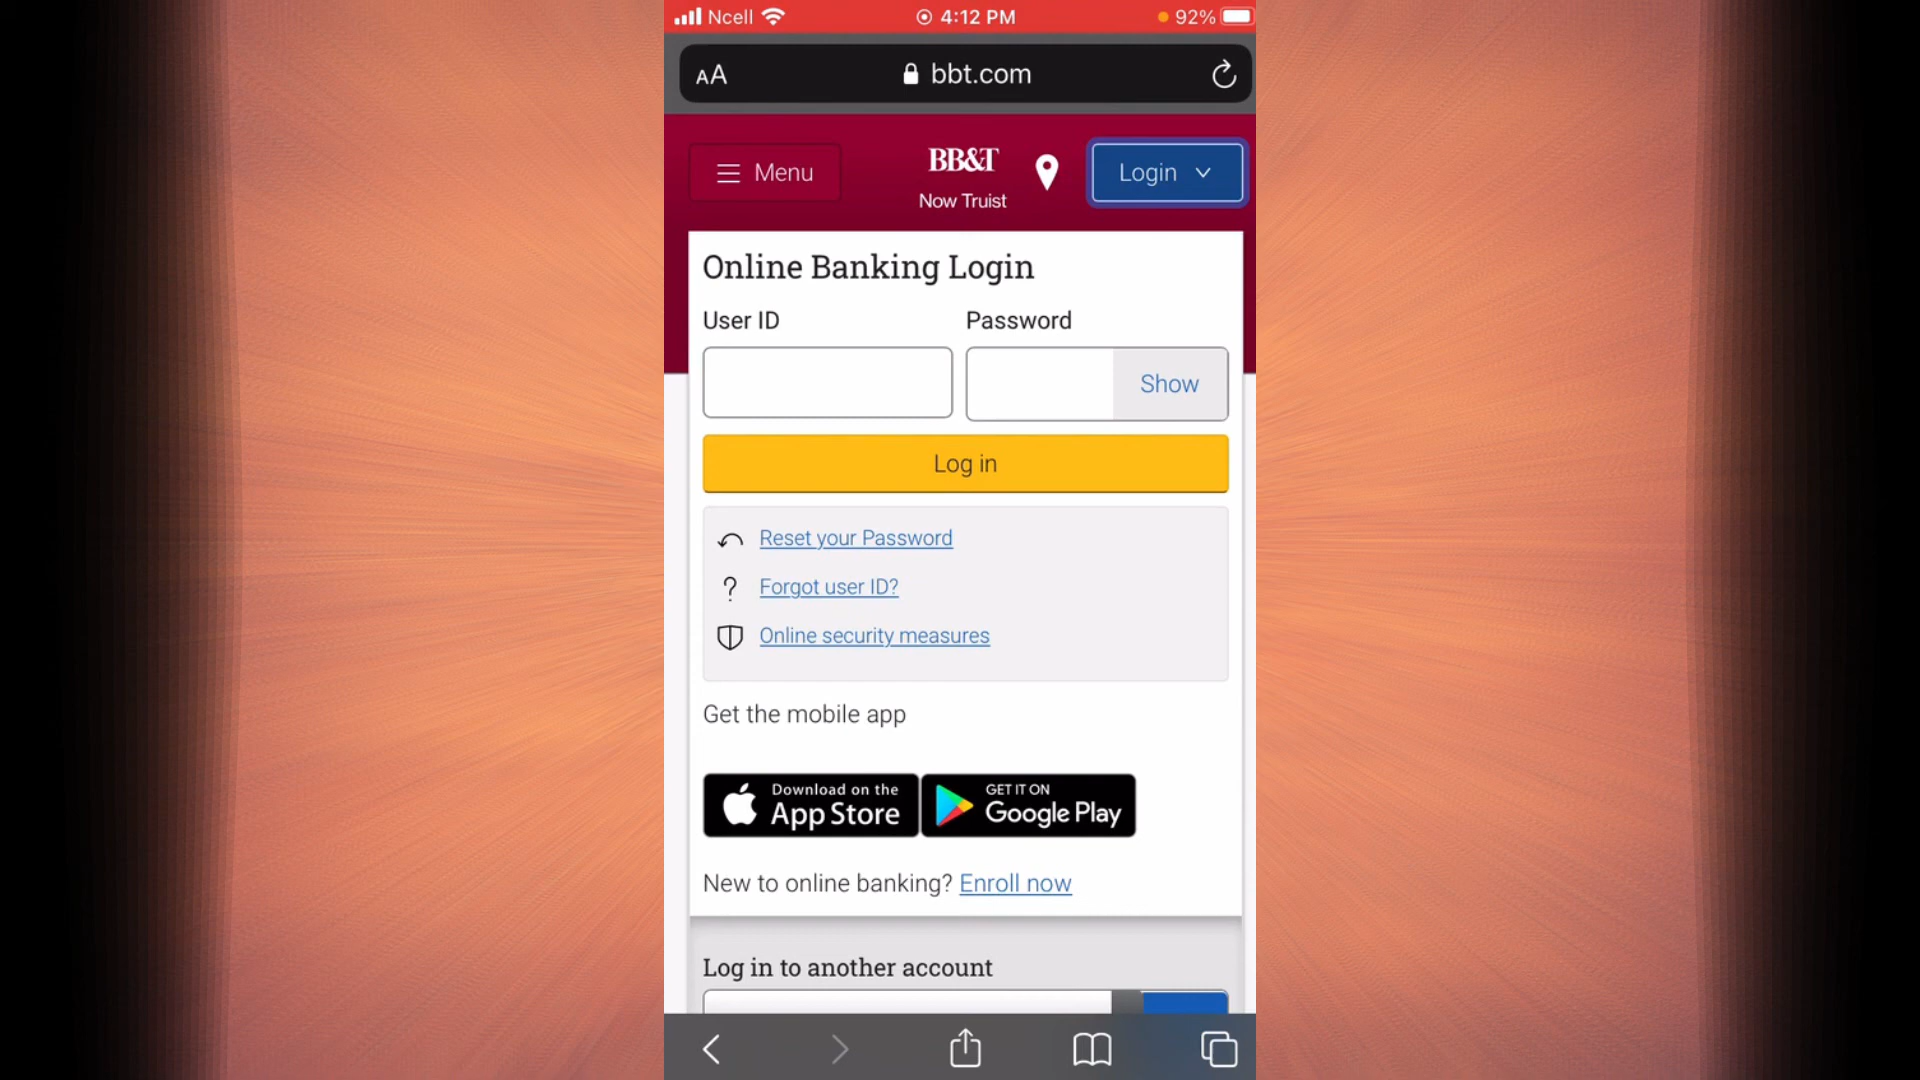 Ncell 4:12 PM 92%
AA bbt.com
Menu BB&T Login
Now Truist
Online Banking Login
User ID Password
Show
Log in
Reset your Password
? Forgot user ID?
Online security measures
Get the mobile app
Download on the App Store GET IT ON Google Play
New to online banking? Enroll now
Log in to another account